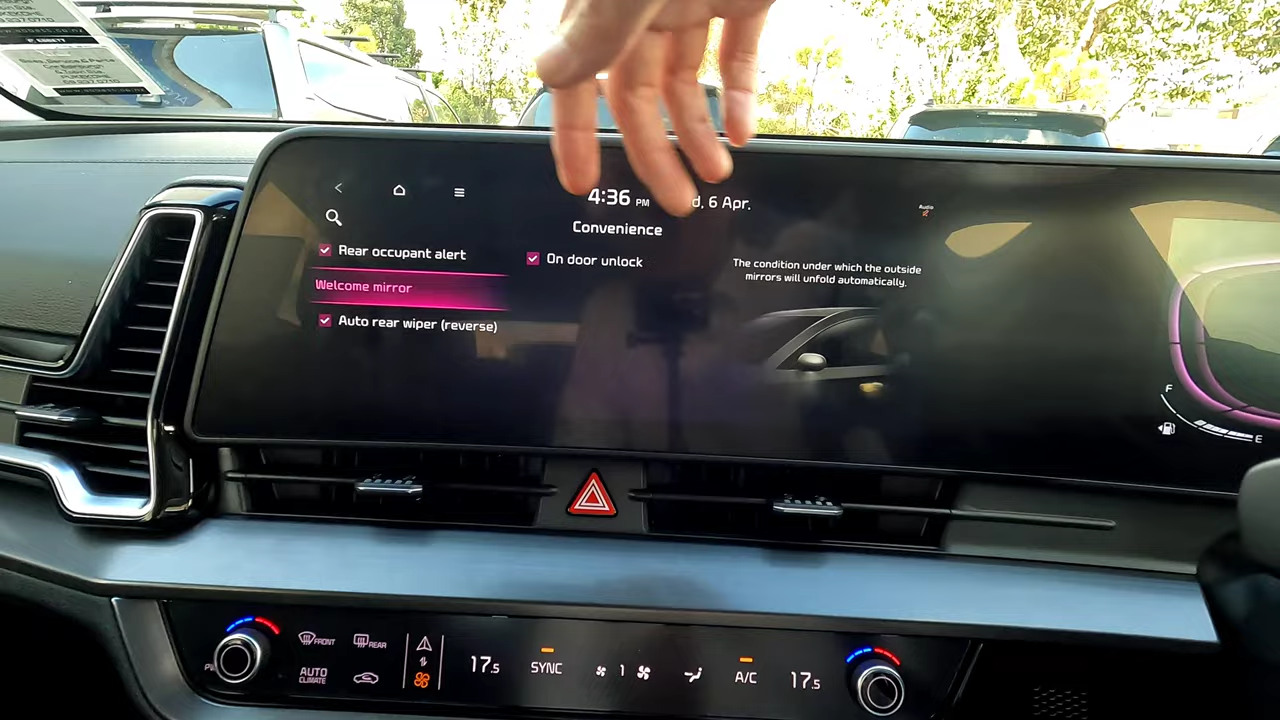 4:36 PM
d, 6 Apr.
Audio
Convenience
Rear occupant alert
On door unlock
Welcome mirror
The condition under which the outside
mirrors will unfold automatically.
Auto rear wiper (reverse)
F
E
FRONT
REAR
AUTO
CLIMATE
17.5
SYNC
1
A/C
17.5